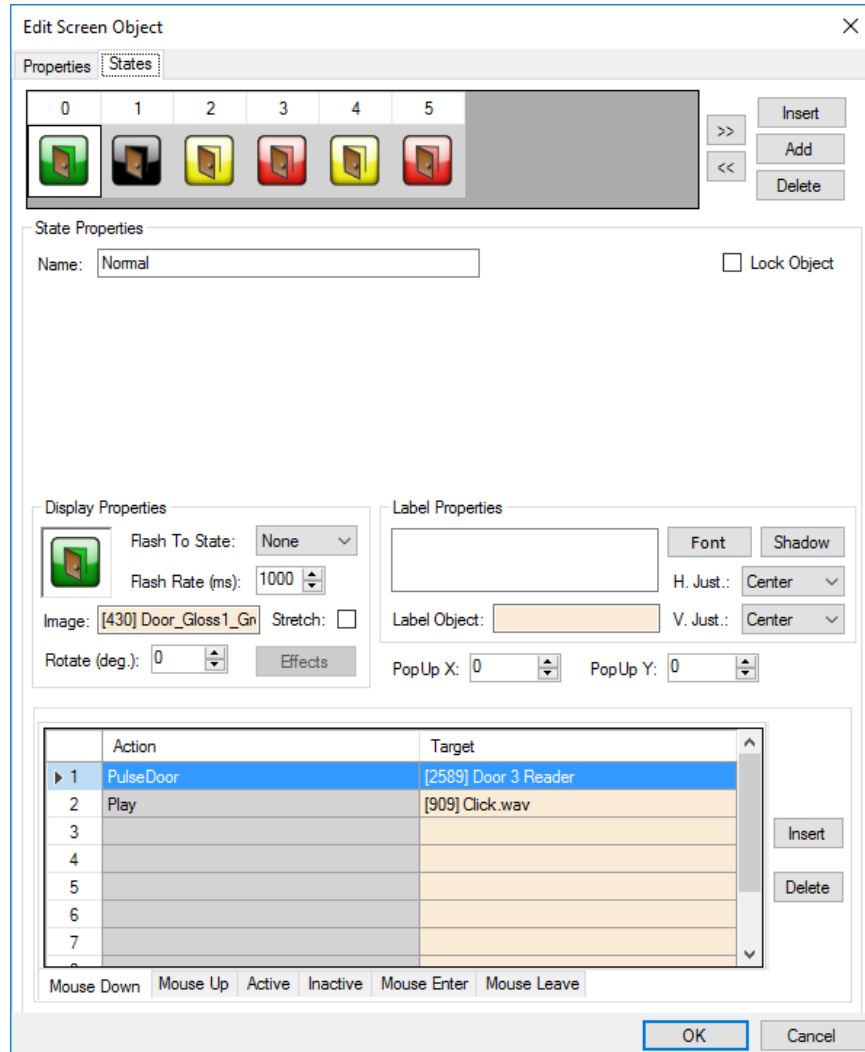 Edit Screen Object
Properties States
0 1 2 3 4 5
>>
<<
Insert
Add
Delete
State Properties
Name: Normal
Lock Object
Display Properties
Flash To State: None
Flash Rate (ms): 1000
Image: [430] Door_Gloss1_Gr
Stretch:
Rotate (deg.): 0
Effects
Label Properties
Font Shadow
H. Just.: Center
Label Object:
V. Just.: Center
PopUp X: 0 PopUp Y: 0
Action Target
1 PulseDoor [2589] Door 3 Reader
2 Play [909] Click.wav
3
4
5
6
7
Insert
Delete
Mouse Down Mouse Up Active Inactive Mouse Enter Mouse Leave
OK Cancel